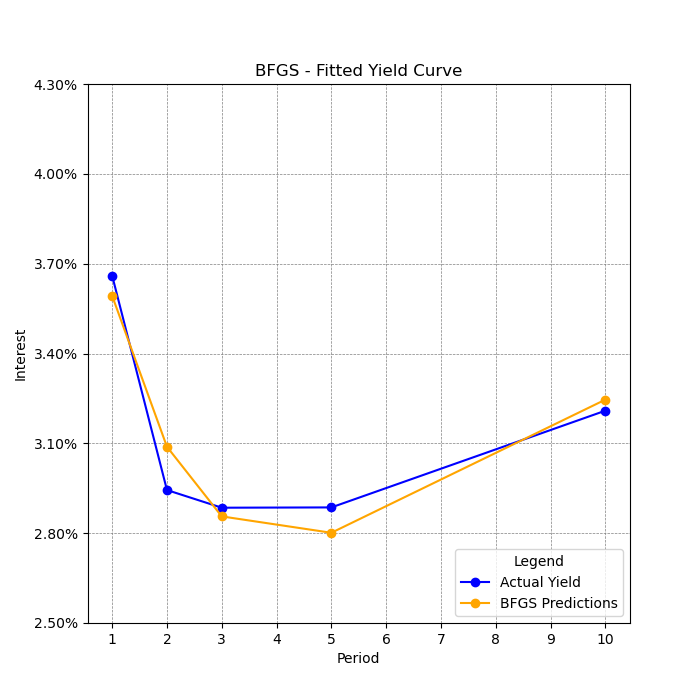 BFGS - Fitted Yield Curve
4.30%
4.00%
3.70%
3.40%
3.10%
2.80%
2.50%
Interest
1 2 3 4 5 6 7 8 9 10
Period
Legend
Actual Yield
BFGS Predictions